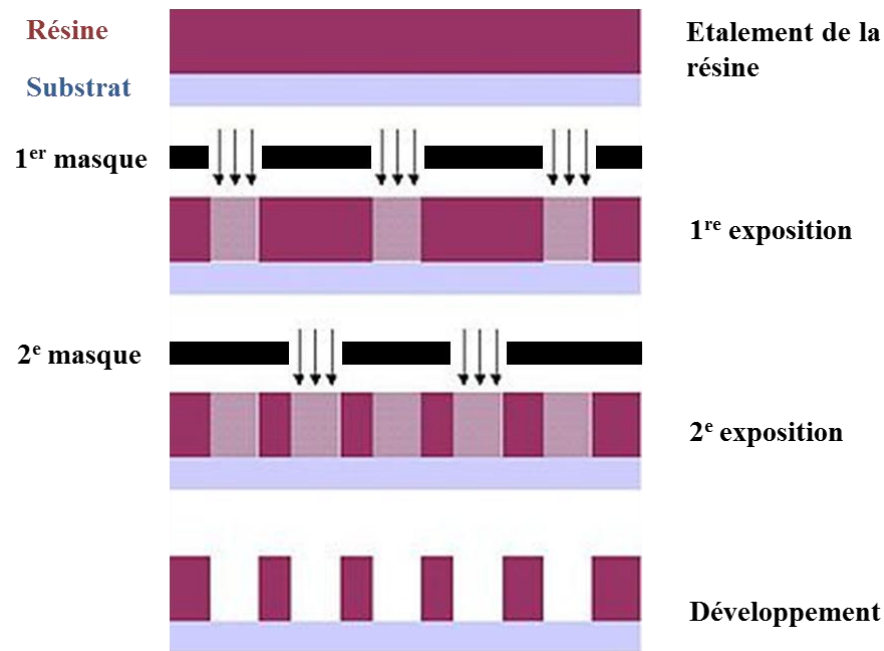 Résine
Etalement de la
résine
Substrat
1er masque
1re exposition
2e masque
2e exposition
Développement